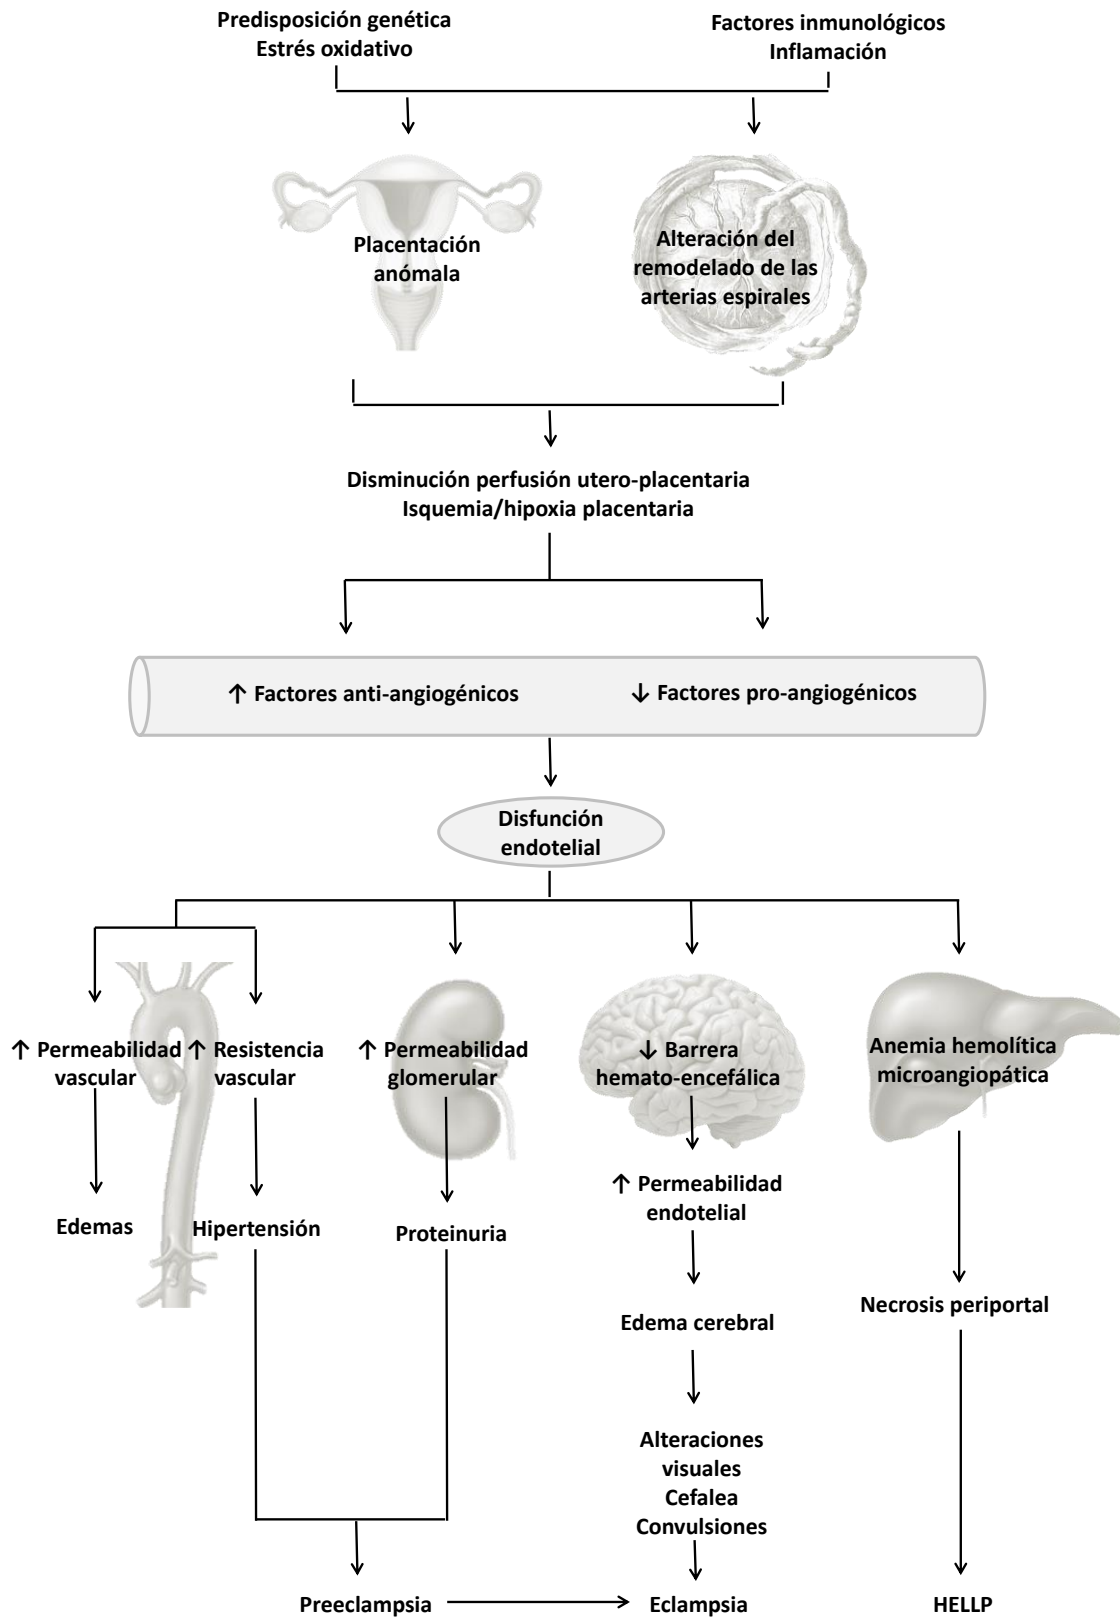 Predisposición genética
Estrés oxidativo
Factores inmunológicos
Inflamación
Placentación
anómala
Alteración del
remodelado de las
arterias espirales
Disminución perfusión utero-placentaria
Isquemia/hipoxia placentaria
↑ Factores anti-angiogénicos
↓ Factores pro-angiogénicos
Disfunción
endotelial
↑ Permeabilidad
vascular
↑ Resistencia
vascular
↑ Permeabilidad
glomerular
↓ Barrera
hemato-encefálica
Anemia hemolítica
microangiopática
Edemas
Hipertensión
Proteinuria
↑ Permeabilidad
endotelial
Edema cerebral
Necrosis periportal
Alteraciones
visuales
Cefalea
Convulsiones
Preeclampsia
Eclampsia
HELLP